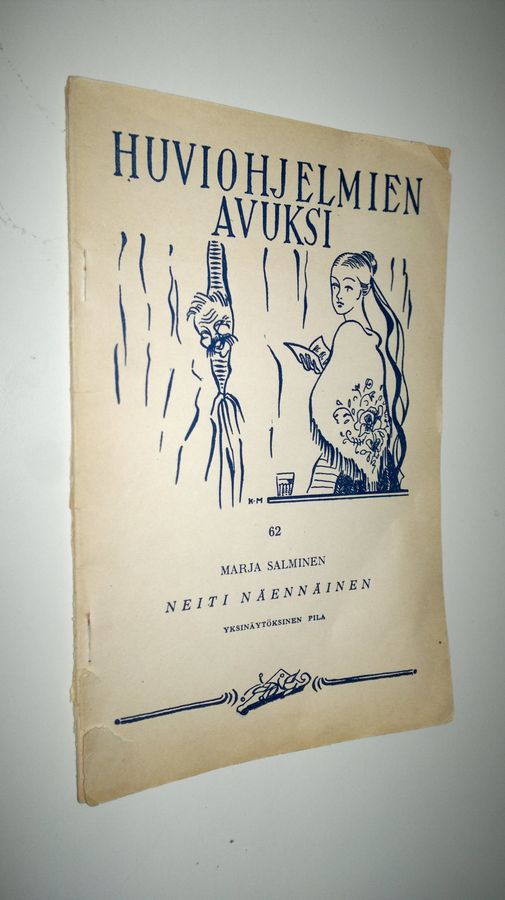 HUVIOHJELMIEN
AVUKSI
K-M
62
MARJA SALMINEN
NEITI NÄENNÄINEN
YKSINÄYTÖKSINEN PILA